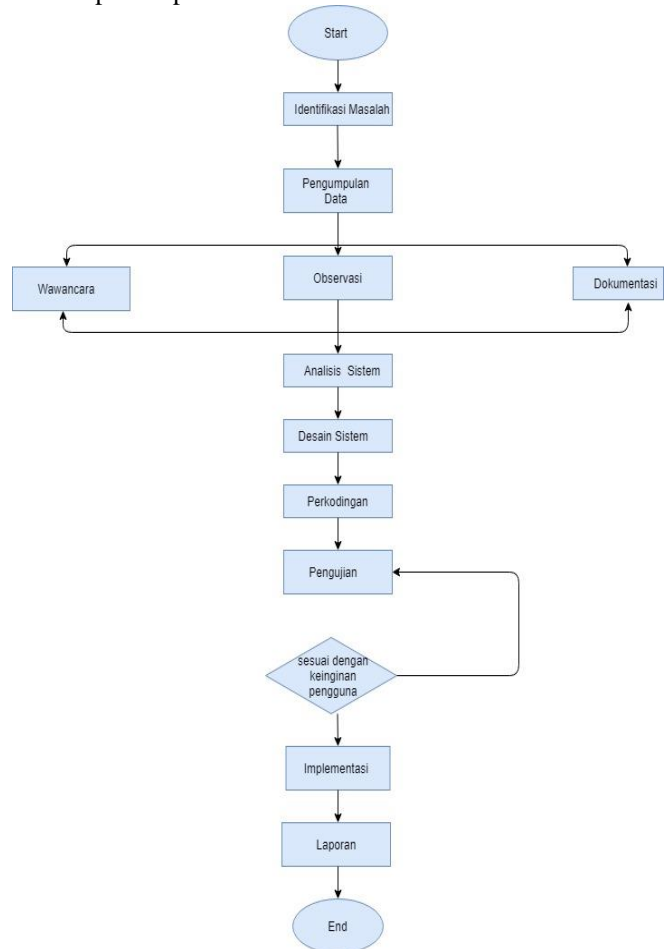 Start
Identifikasi Masalah
Pengumpulan
Data
Wawancara
Observasi
Dokumentasi
Analisis Sistem
Desain Sistem
Perkodingan
Pengujian
sesuai dengan
keinginan
pengguna
Implementasi
Laporan
End